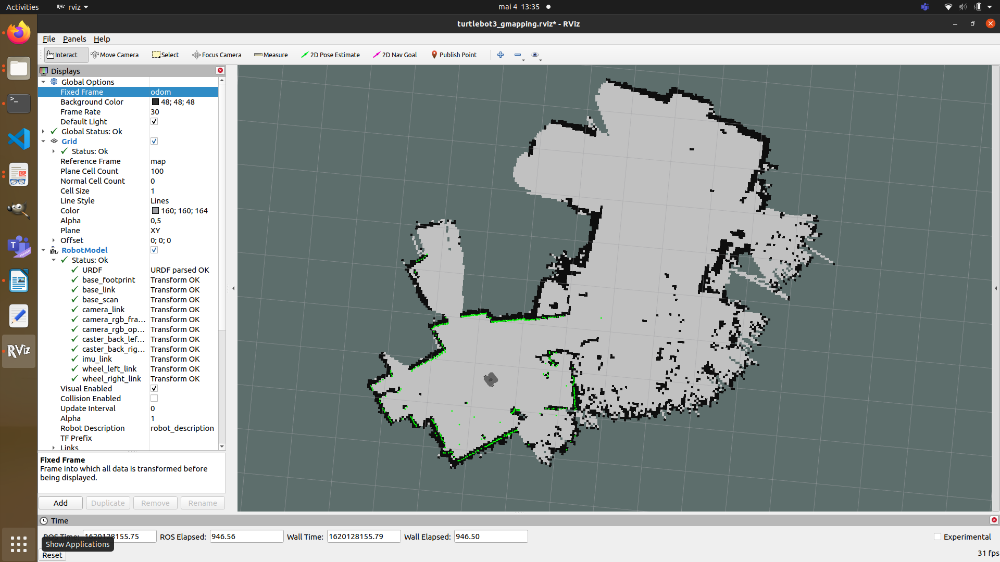 Activities
RViz rviz
mai 4 13:35
turtlebot3_gmapping.rviz* - RViz
File Panels Help
Interact Move Camera Select Focus Camera Measure 2D Pose Estimate 2D Nav Goal Publish Point
Displays
Global Options
Fixed Frame odom
Background Color 48; 48; 48
Frame Rate 30
Default Light
Global Status: Ok
Grid
Status: Ok
Reference Frame map
Plane Cell Count 100
Normal Cell Count 0
Cell Size 1
Line Style Lines
Color 160; 160; 164
Alpha 0,5
Plane XY
Offset 0; 0; 0
RobotModel
Status: Ok
URDF URDF parsed OK
base_footprint Transform OK
base_link Transform OK
base_scan Transform OK
camera_link Transform OK
camera_rgb_fra... Transform OK
camera_rgb_op... Transform OK
caster_back_lef... Transform OK
caster_back_rig... Transform OK
imu_link Transform OK
wheel_left_link Transform OK
wheel_right_link Transform OK
Visual Enabled
Collision Enabled
Update Interval 0
Alpha 1
Robot Description robot_description
TF Prefix
Links
Fixed Frame
Frame into which all data is transformed before
being displayed.
Add Duplicate Remove Rename
RViz
Time
ROS Time: 1620128155.75 ROS Elapsed: 946.56 Wall Time: 1620128155.79 Wall Elapsed: 946.50 Experimental
Show Applications
Reset 31 fps